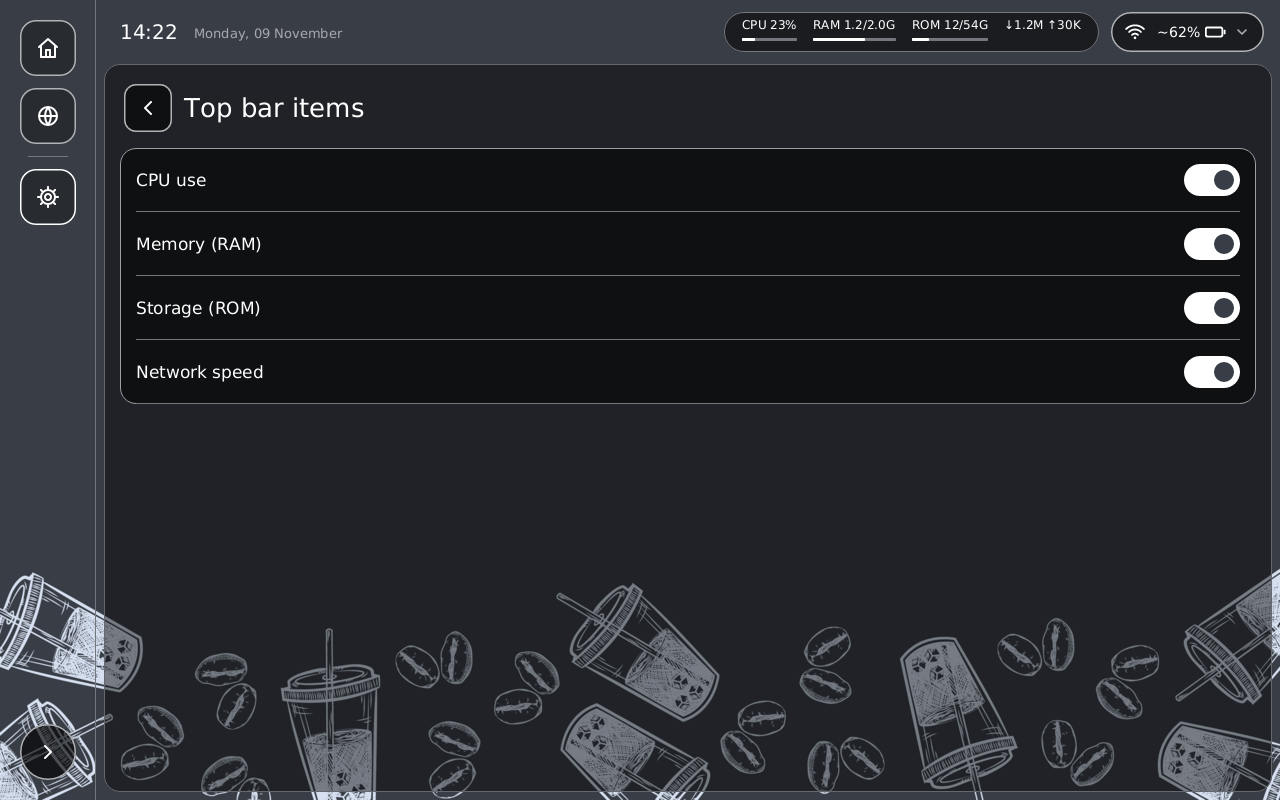 14:22 Monday, 09 November CPU 23% RAM 1.2/2.0G ROM 12/54G ↓1.2M ↑30K ~62%
Top bar items
CPU use
Memory (RAM)
Storage (ROM)
Network speed